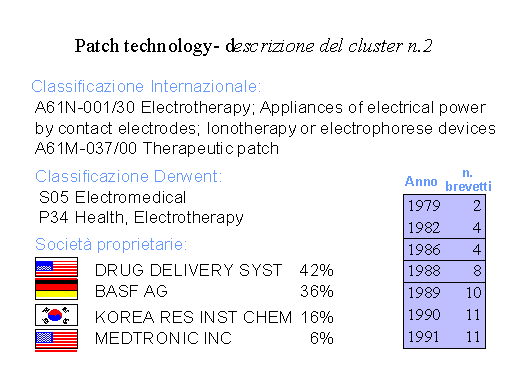 Patch technology- descrizione del cluster n.2
Classificazione Internazionale:
A61N-001/30 Electrotherapy; Appliances of electrical power
by contact electrodes; Ionotherapy or electrophorese devices
A61M-037/00 Therapeutic patch
Classificazione Derwent:
S05 Electromedical
P34 Health, Electrotherapy
Società proprietarie:
DRUG DELIVERY SYST 42%
BASF AG 36%
KOREA RES INST CHEM 16%
MEDTRONIC INC 6%
Anno n. brevetti
1979 2
1982 4
1986 4
1988 8
1989 10
1990 11
1991 11